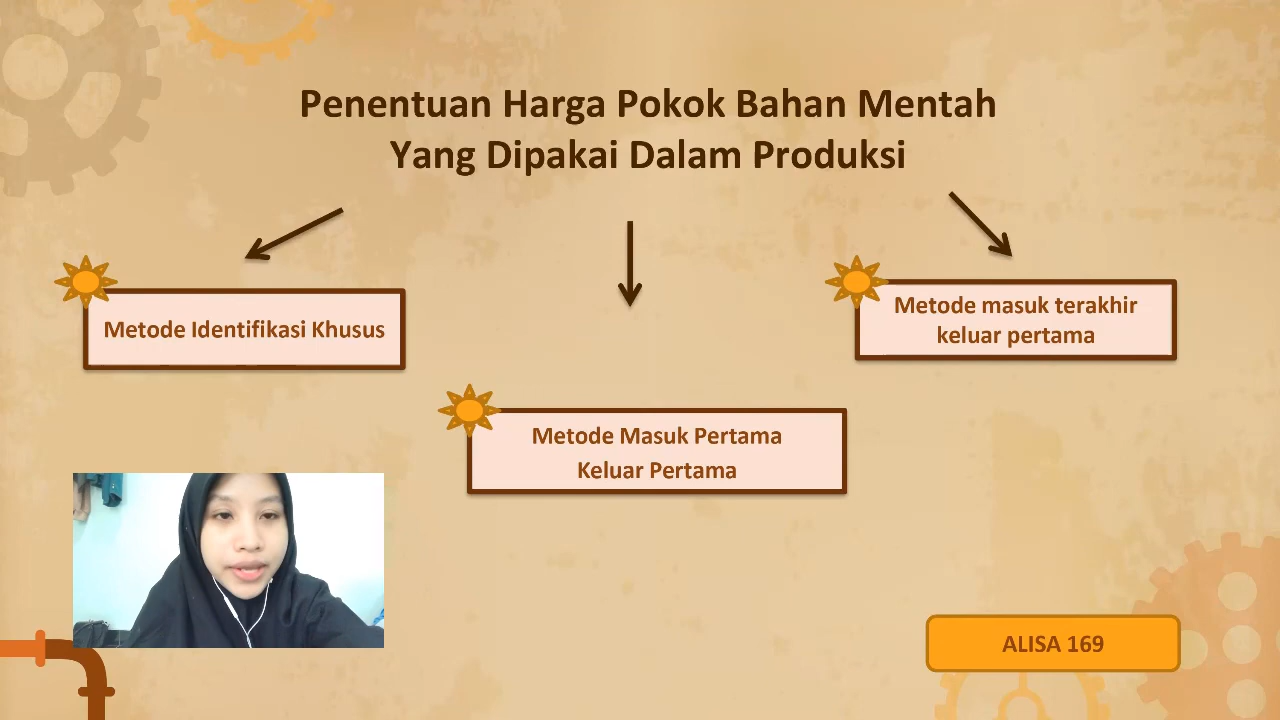 Penentuan Harga Pokok Bahan Mentah
Yang Dipakai Dalam Produksi
Metode Identifikasi Khusus
Metode masuk terakhir
keluar pertama
Metode Masuk Pertama
Keluar Pertama
ALISA 169